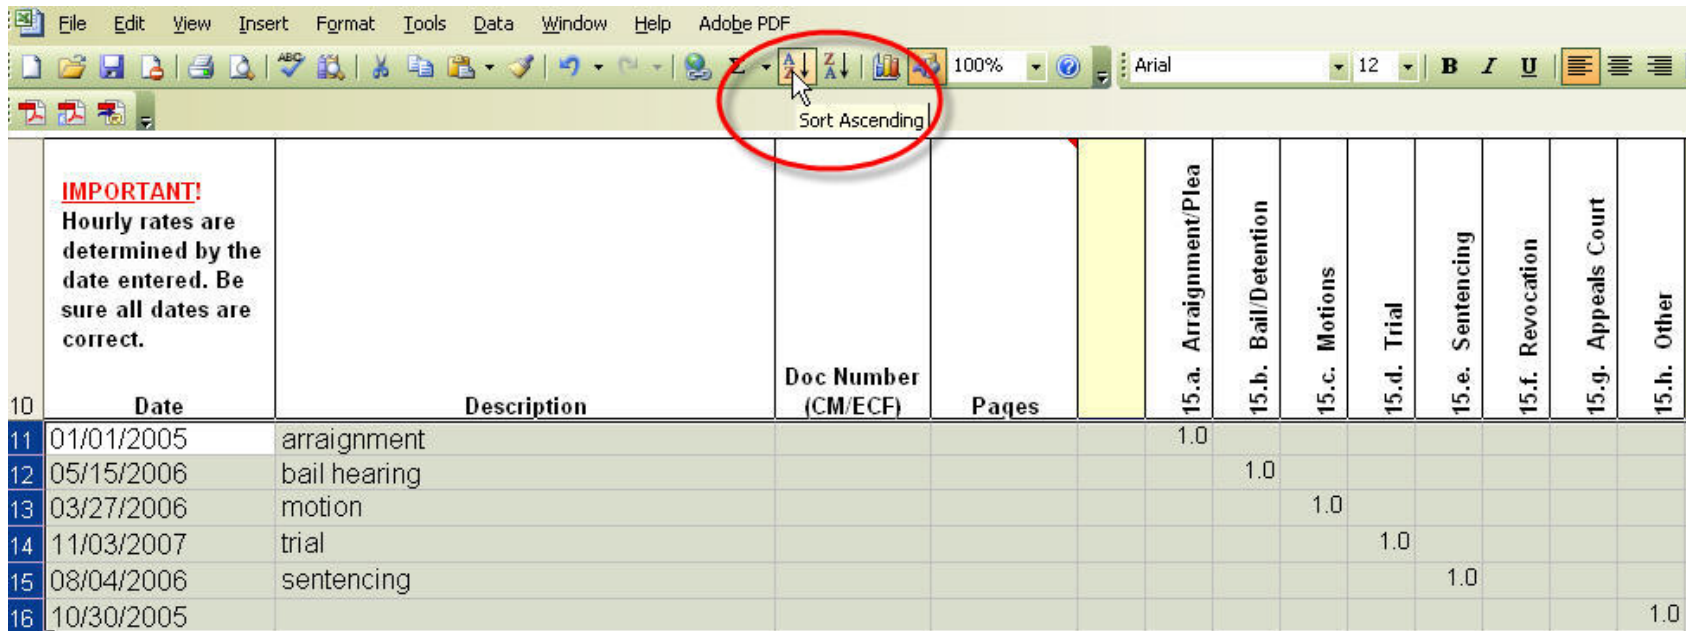 File Edit View Insert Format Tools Data Window Help Adobe PDF
ABC Σ A Z Z A 100% ? Arial 12 B I U
Sort Ascending
IMPORTANT!
Hourly rates are
determined by the
date entered. Be
sure all dates are
correct.
10 Date Description
Doc Number
(CM/ECF)
Pages
15.a. Arraignment/Plea
15.b. Bail/Detention
15.c. Motions
15.d. Trial
15.e. Sentencing
15.f. Revocation
15.g. Appeals Court
15.h. Other
11 01/01/2005 arraignment 1.0
12 05/15/2006 bail hearing 1.0
13 03/27/2006 motion 1.0
14 11/03/2007 trial 1.0
15 08/04/2006 sentencing 1.0
16 10/30/2005 1.0